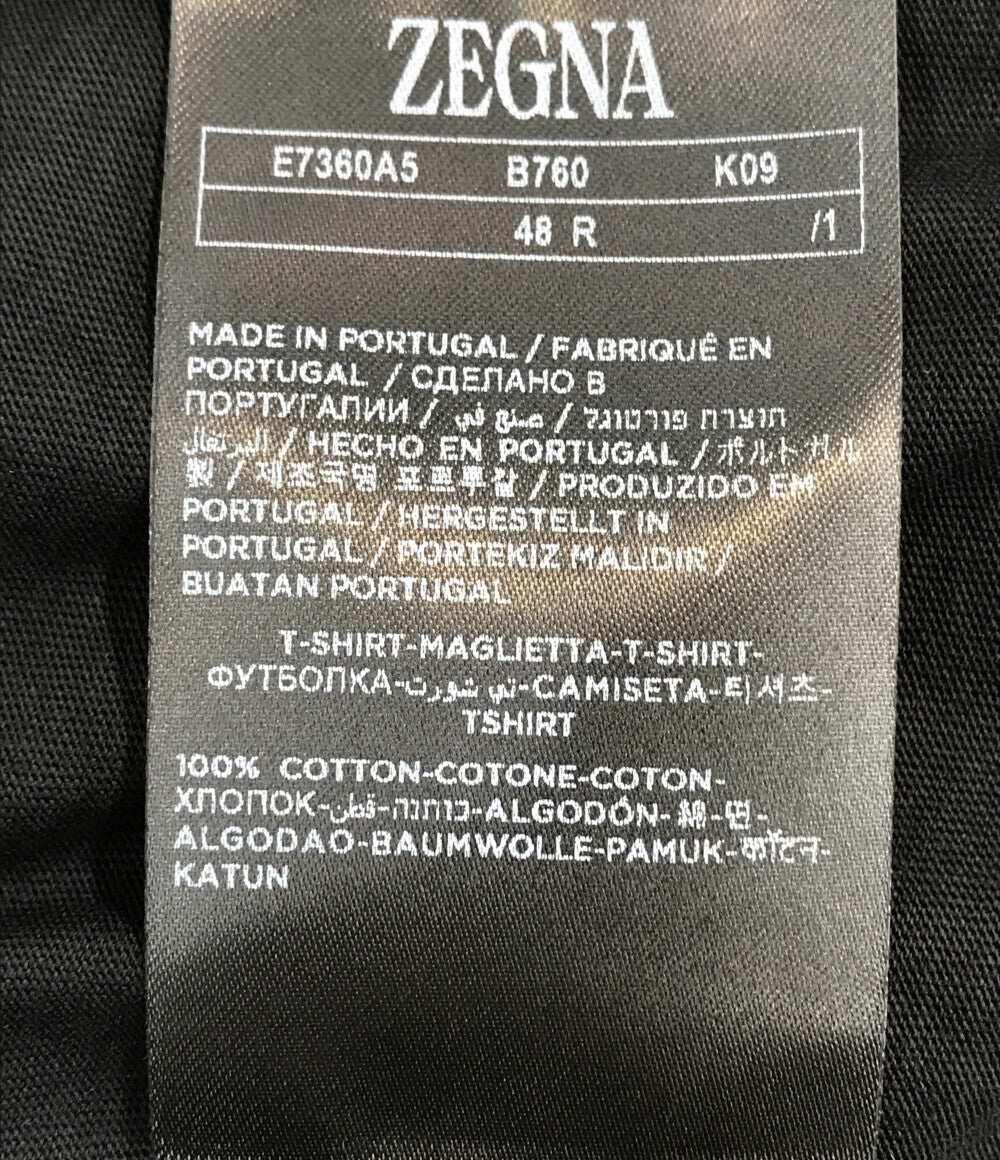 ZEGNA
E7360A5 B760 K09
48 R /1
MADE IN PORTUGAL / FABRIQUÉ EN
PORTUGAL / СДЕЛАНО В
ПОРТУГАЛИИ / صنع في / תוצרת פורטוגל
البرتغال / HECHO EN PORTUGAL / ポルトガル
製 / 제조국명 포르투갈 / PRODUZIDO EM
PORTUGAL / HERGESTELLT IN
PORTUGAL / PORTEKIZ MALIDIR /
BUATAN PORTUGAL
T-SHIRT-MAGLIETTA-T-SHIRT-
ФУТБОЛКА-تي شورت-CAMISETA-티셔츠-
TSHIRT
100% COTTON-COTONE-COTON-
ХЛОПОК-قطن-כותנה-ALGODÓN-綿-면-
ALGODAO-BAUMWOLLE-PAMUK-कॉटन-
KATUN